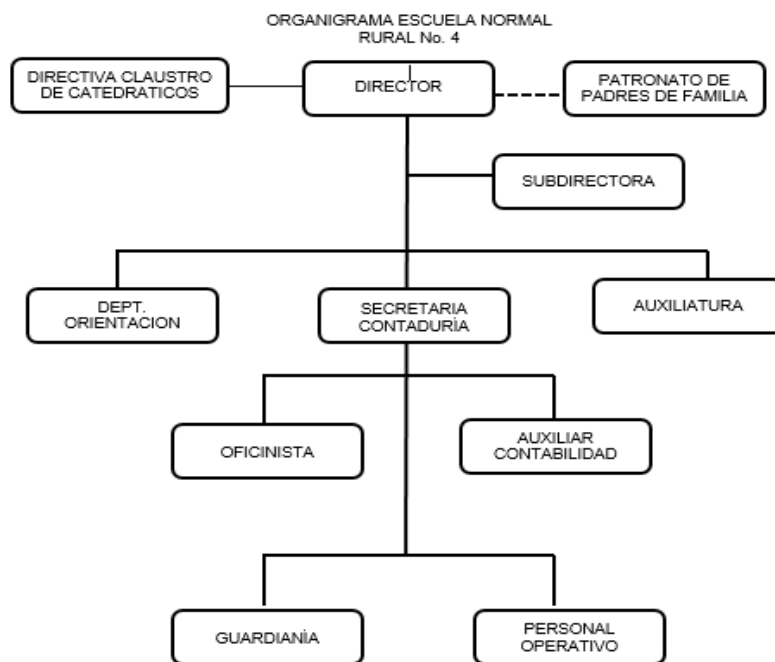 ORGANIGRAMA ESCUELA NORMAL
RURAL No. 4
DIRECTIVA CLAUSTRO
DE CATEDRATICOS
DIRECTOR
PATRONATO DE
PADRES DE FAMILIA
SUBDIRECTORA
DEPT.
ORIENTACION
SECRETARIA
CONTADURÍA
AUXILIATURA
OFICINISTA
AUXILIAR
CONTABILIDAD
GUARDIANÌA
PERSONAL
OPERATIVO